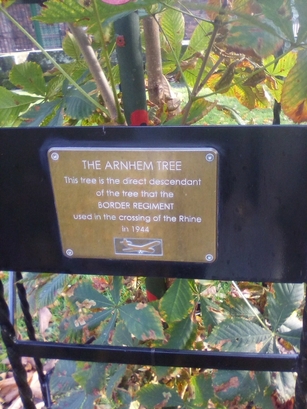 THE ARNHEM TREE
This tree is the direct descendant
of the tree that the
BORDER REGIMENT
used in the crossing of the Rhine
in 1944